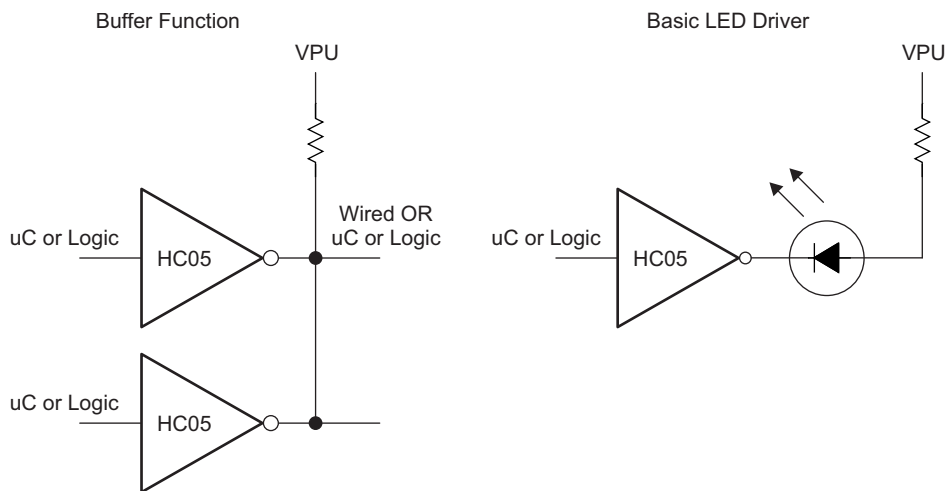 Buffer Function
VPU
uC or Logic
HC05
Wired OR
uC or Logic
uC or Logic
HC05
Basic LED Driver
VPU
uC or Logic
HC05